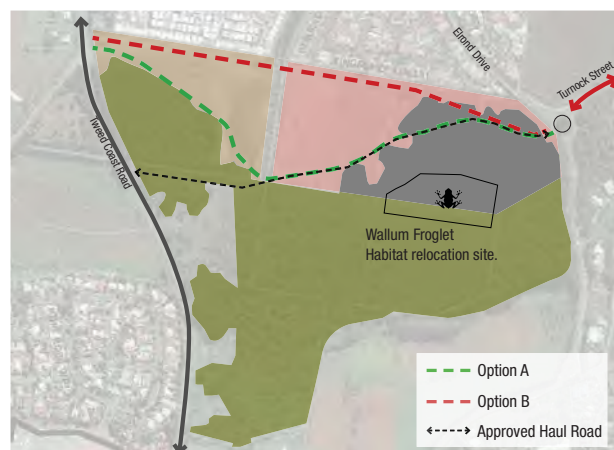 Elrond Drive
Turnock Street
Tweed Coast Road
Wallum Froglet
Habitat relocation site.
Option A
Option B
Approved Haul Road